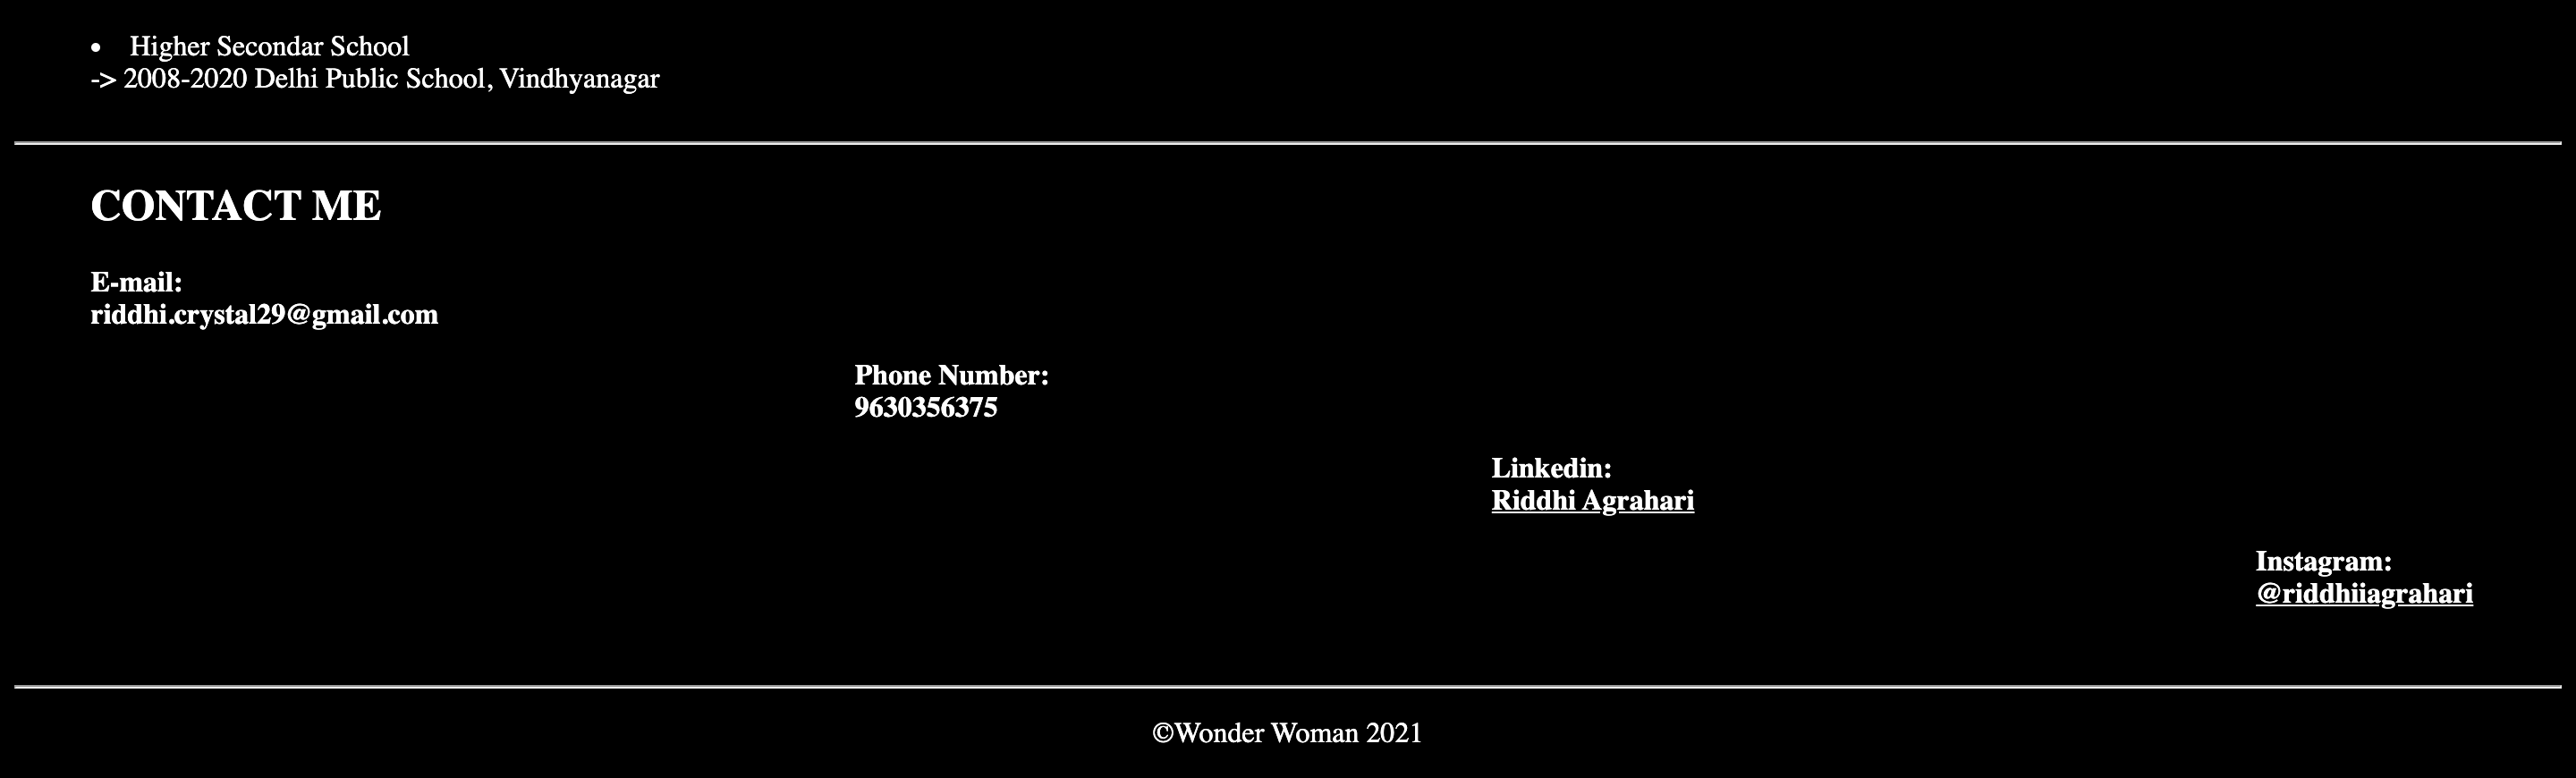 • Higher Secondar School
-> 2008-2020 Delhi Public School, Vindhyanagar
CONTACT ME
E-mail:
riddhi.crystal29@gmail.com
Phone Number:
9630356375
Linkedin:
Riddhi Agrahari
Instagram:
@riddhiiagrahari
©Wonder Woman 2021